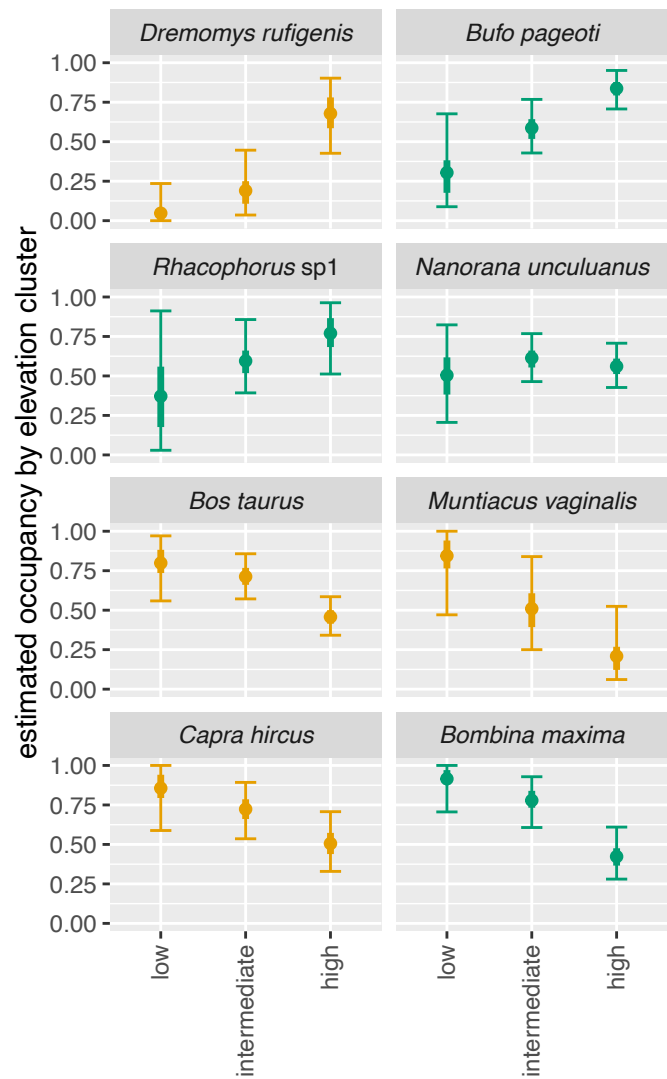 Dremomys rufigenis
Bufo pageoti
1.00
0.75
0.50
0.25
0.00
Rhacophorus sp1
Nanorana unculuanus
1.00
0.75
0.50
0.25
0.00
Bos taurus
Muntiacus vaginalis
1.00
0.75
0.50
0.25
0.00
Capra hircus
Bombina maxima
1.00
0.75
0.50
0.25
0.00
estimated occupancy by elevation cluster
low
intermediate
high
low
intermediate
high